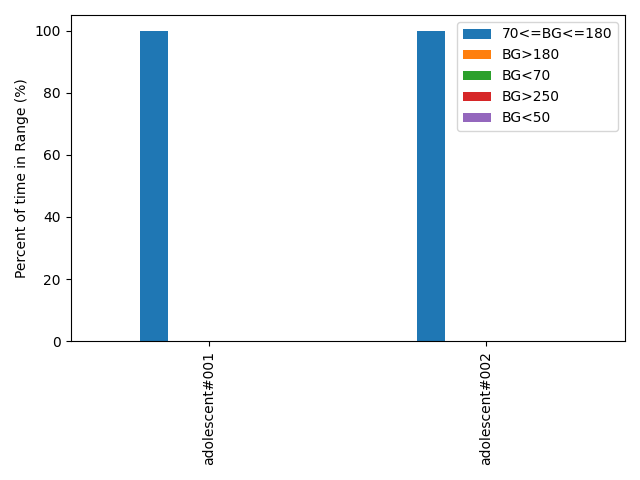 Percent of time in Range (%)
100
80
60
40
20
0
70<=BG<=180
BG>180
BG<70
BG>250
BG<50
adolescent#001
adolescent#002